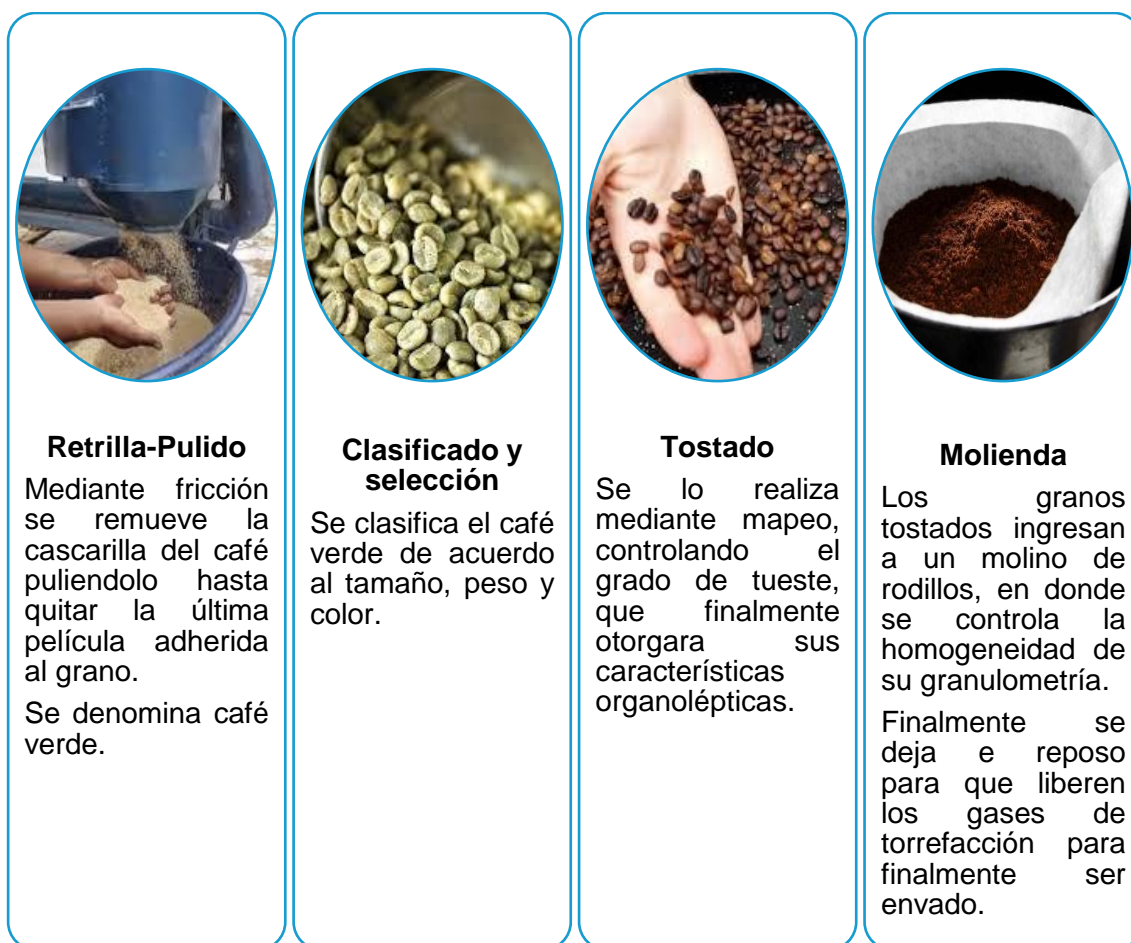 Retrilla-Pulido
Mediante fricción
se remueve la
cascarilla del café
puliendolo hasta
quitar la última
película adherida
al grano.
Se denomina café
verde.
Clasificado y
selección
Se clasifica el café
verde de acuerdo
al tamaño, peso y
color.
Tostado
Se lo realiza
mediante mapeo,
controlando el
grado de tueste,
que finalmente
otorgara sus
características
organolépticas.
Molienda
Los granos
tostados ingresan
a un molino de
rodillos, en donde
se controla la
homogeneidad de
su granulometría.
Finalmente se
deja e reposo
para que liberen
los gases de
torrefacción para
finalmente ser
envado.